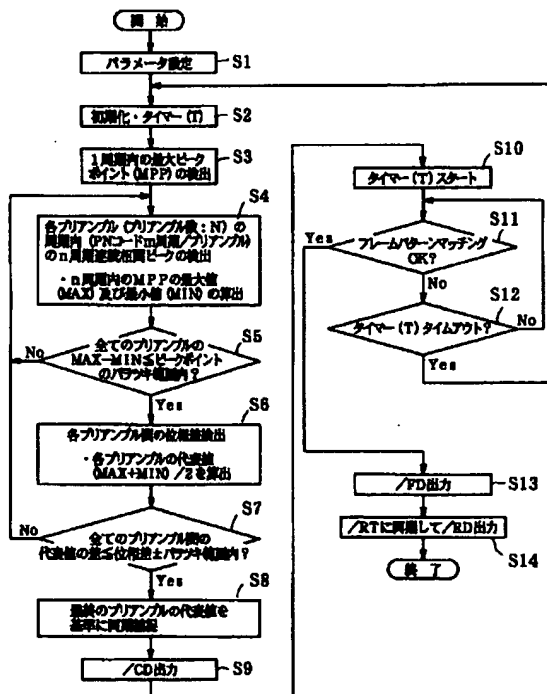 開 始
パラメータ設定
S1
初期化・タイマー(T)
S2
1周期内の最大ピーク
ポイント(MPP)の検出
S3
S4
各プリアンブル(プリアンブル数:N)の
周期内(PNコードm周期/プリアンブル)
のn周期連続相関ピークの検出
・n周期内のMPPの最大値
(MAX)及び最小値(MIN)の算出
S5
全てのプリアンブルの
MAX-MIN≦ピークポイント
のバラツキ範囲内?
No
Yes
S6
各プリアンブル間の位相差検出
・各プリアンブルの代表値
(MAX+MIN)/2を算出
S7
全てのプリアンブル間の
代表値の差≦位相差±バラツキ範囲内?
No
Yes
S8
最終のプリアンブルの代表値を
基準に同期
/CD出力
S9
S10
タイマー(T)スタート
S11
フレームパターンマッチング
OK?
Yes
No
S12
タイマー(T)タイムアウト?
No
Yes
/FD出力
S13
/RTに同期して/RD出力
S14
終 了